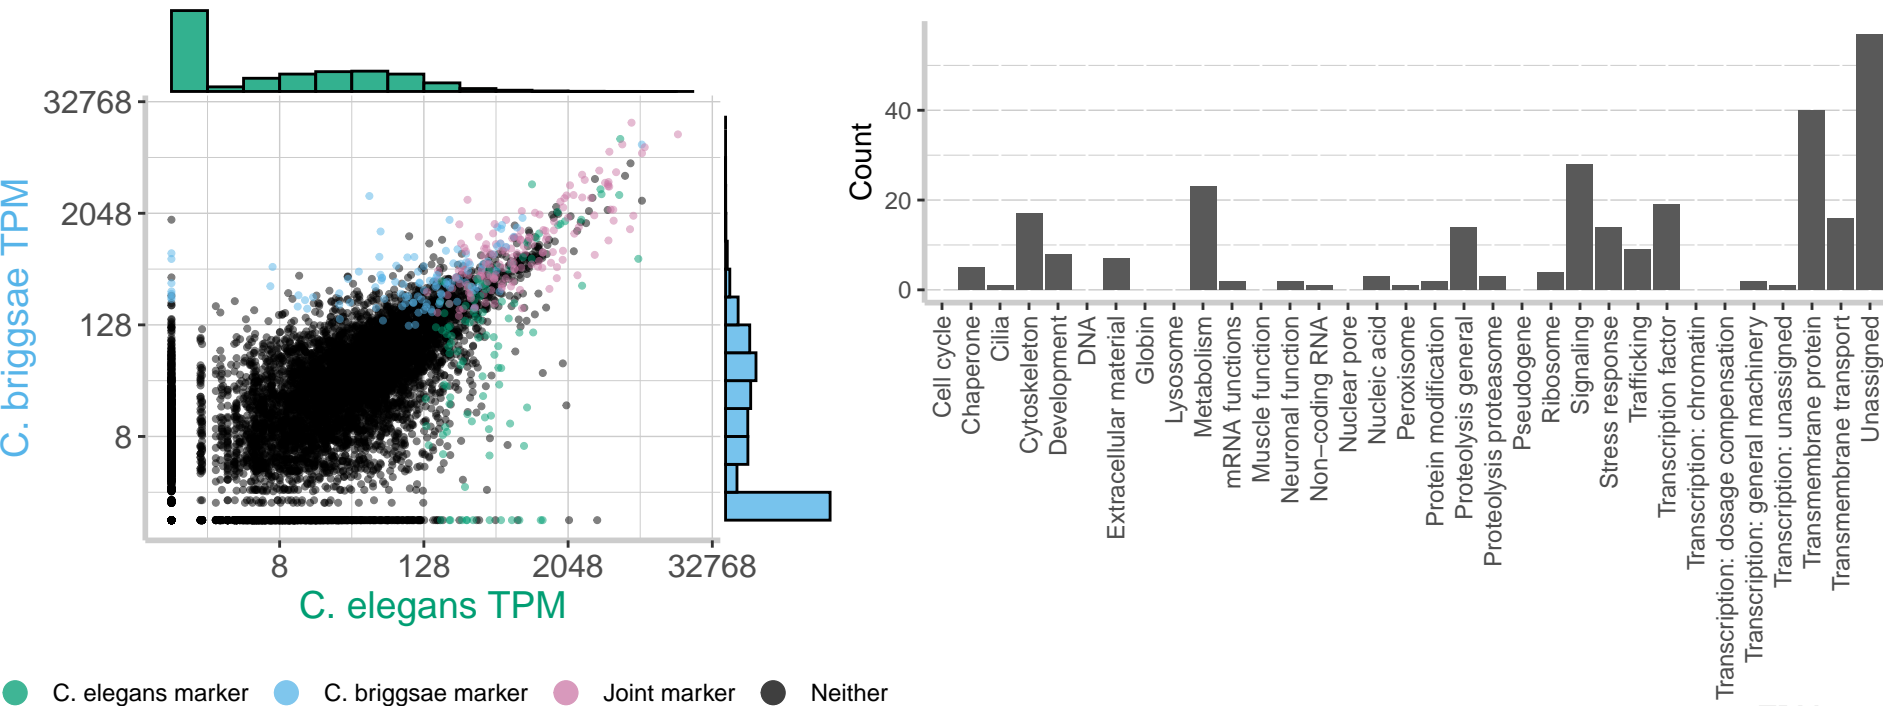 32768
2048
128
8
C. briggsae TPM
8 128 2048 32768
C. elegans TPM
C. elegans marker C. briggsae marker Joint marker Neither
Count
40
20
0
Cell cycle
Chaperone
Cilia
Cytoskeleton
Development
DNA
Extracellular material
Globin
Lysosome
Metabolism
mRNA functions
Muscle function
Neuronal function
Non−coding RNA
Nuclear pore
Nucleic acid
Peroxisome
Protein modification
Proteolysis general
Proteolysis proteasome
Pseudogene
Ribosome
Signaling
Stress response
Trafficking
Transcription factor
Transcription: chromatin
Transcription: dosage compensation
Transcription: general machinery
Transcription: unassigned
Transmembrane protein
Transmembrane transport
Unassigned